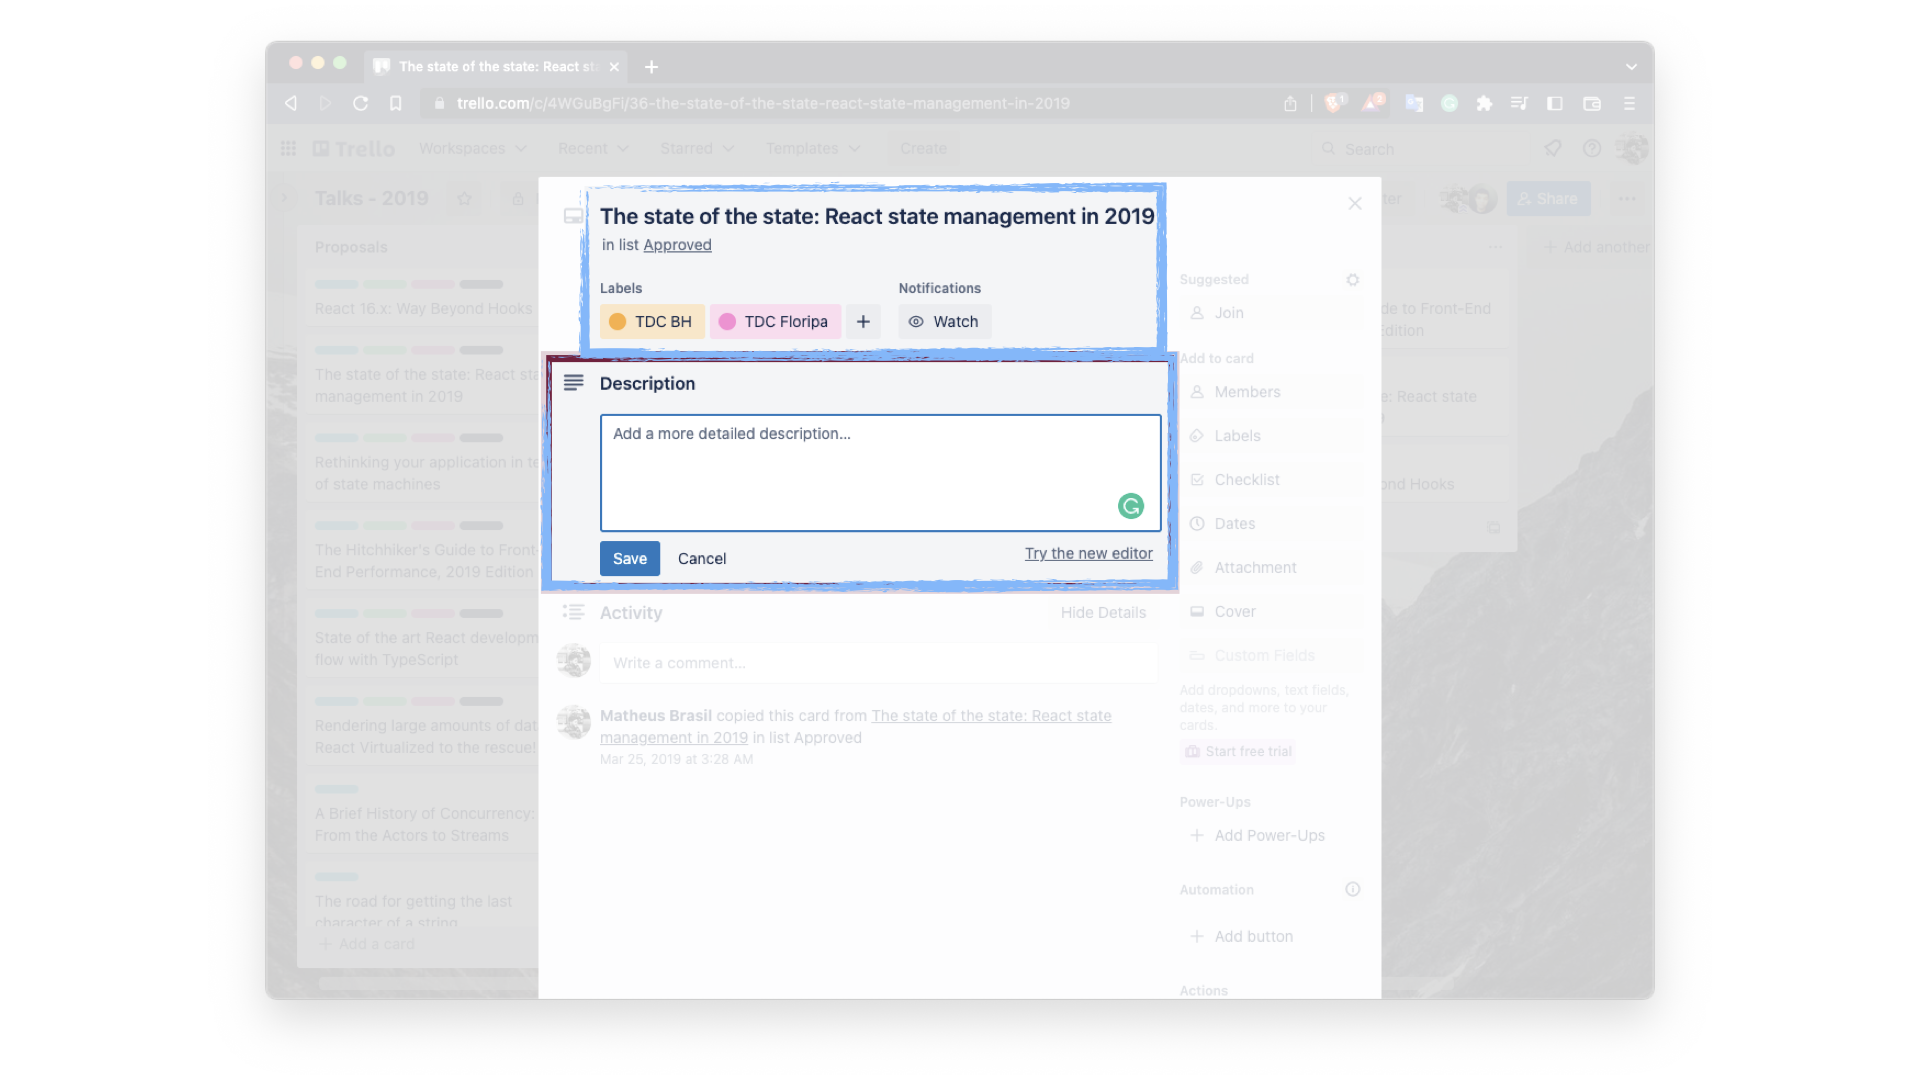 The state of the state: React st
trello.com/c/4WGuBgFi/36-the-state-of-the-state-react-state-management-in-2019
1
2
Trello
Workspaces
Recent
Starred
Templates
Create
Search
Talks - 2019
Share
Proposals
React 16.x: Way Beyond Hooks
The state of the state: React sta
management in 2019
Rethinking your application in te
of state machines
The Hitchhiker's Guide to Front-
End Performance, 2019 Edition
State of the art React developm
flow with TypeScript
Rendering large amounts of dat
React Virtualized to the rescue!
A Brief History of Concurrency:
From the Actors to Streams
The road for getting the last
character of a string
Add a card
The state of the state: React state management in 2019
in list Approved
Labels
TDC BH
TDC Floripa
+
Notifications
Watch
Description
Add a more detailed description...
Save
Cancel
Try the new editor
Activity
Hide Details
Write a comment...
Matheus Brasil copied this card from The state of the state: React state
management in 2019 in list Approved
Mar 25, 2019 at 3:28 AM
Suggested
Join
Add to card
Members
Labels
Checklist
Dates
Attachment
Cover
Custom Fields
Add dropdowns, text fields,
dates, and more to your
cards.
Start free trial
Power-Ups
Add Power-Ups
Automation
Add button
Actions
Add another
de to Front-End
Edition
e: React state
ond Hooks